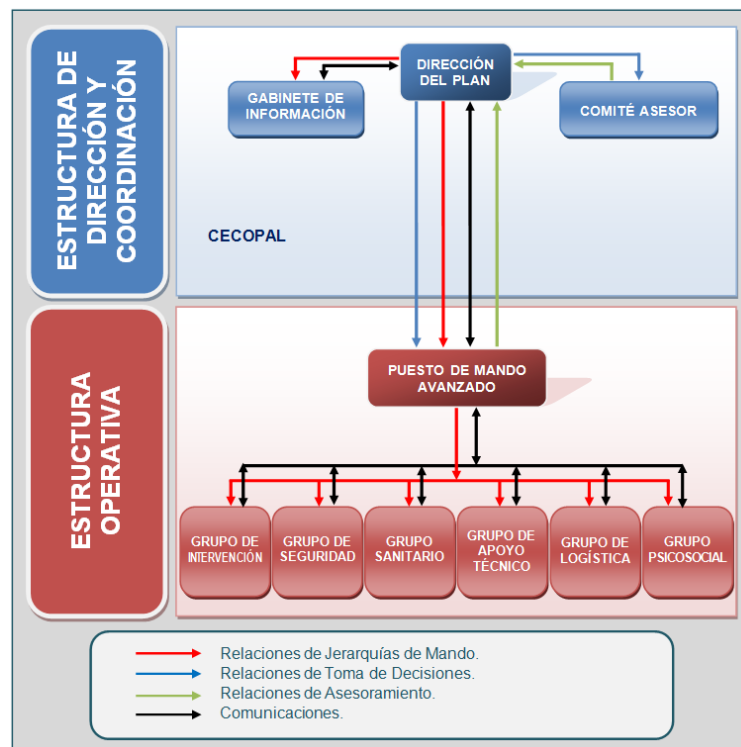 ESTRUCTURA DE
DIRECCIÓN Y
COORDINACIÓN
DIRECCIÓN
DEL PLAN
GABINETE DE
INFORMACIÓN
COMITÉ ASESOR
CECOPAL
ESTRUCTURA
OPERATIVA
PUESTO DE MANDO
AVANZADO
GRUPO DE
INTERVENCIÓN
GRUPO DE
SEGURIDAD
GRUPO
SANITARIO
GRUPO DE
APOYO
TÉCNICO
GRUPO DE
LOGÍSTICA
GRUPO
PSICOSOCIAL
Relaciones de Jerarquías de Mando.
Relaciones de Toma de Decisiones.
Relaciones de Asesoramiento.
Comunicaciones.